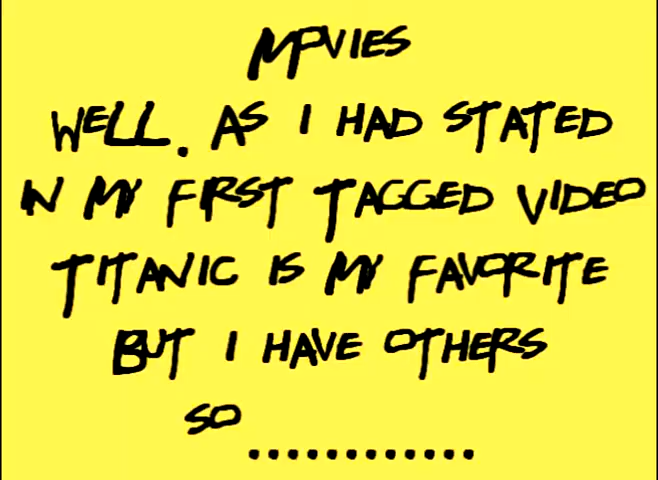 MOVIES
WELL. AS I HAD STATED
IN MY FIRST TAGGED VIDEO
TITANIC IS MY FAVORITE
BUT I HAVE OTHERS
SO............